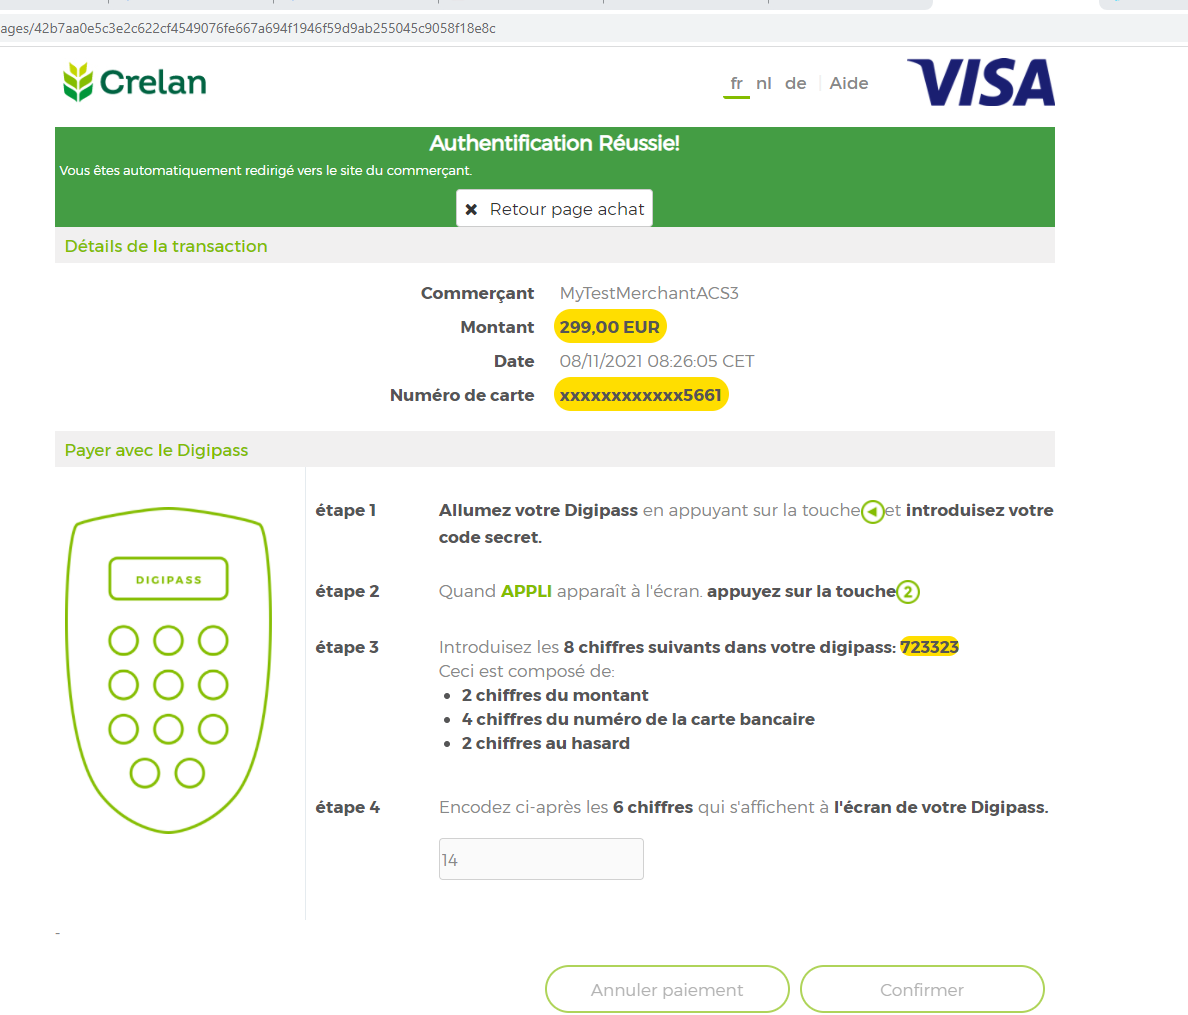 ages/42b7aa0e5c3e2c622cf4549076fe667a694f1946f59d9ab255045c9058f18e8c
Crelan
fr nl de Aide
VISA
Authentification Réussie!
Vous êtes automatiquement redirigé vers le site du commerçant.
Retour page achat
Détails de la transaction
Commerçant MyTestMerchantACS3
Montant 299,00 EUR
Date 08/11/2021 08:26:05 CET
Numéro de carte xxxxxxxxxxxx5661
Payer avec le Digipass
DIGIPASS
étape 1 Allumez votre Digipass en appuyant sur la touche et introduisez votre
code secret.
étape 2 Quand APPLI apparaît à l'écran. appuyez sur la touche 2
étape 3 Introduisez les 8 chiffres suivants dans votre digipass: 723323
Ceci est composé de:
• 2 chiffres du montant
• 4 chiffres du numéro de la carte bancaire
• 2 chiffres au hasard
étape 4 Encodez ci-après les 6 chiffres qui s'affichent à l'écran de votre Digipass.
14
-
Annuler paiement Confirmer